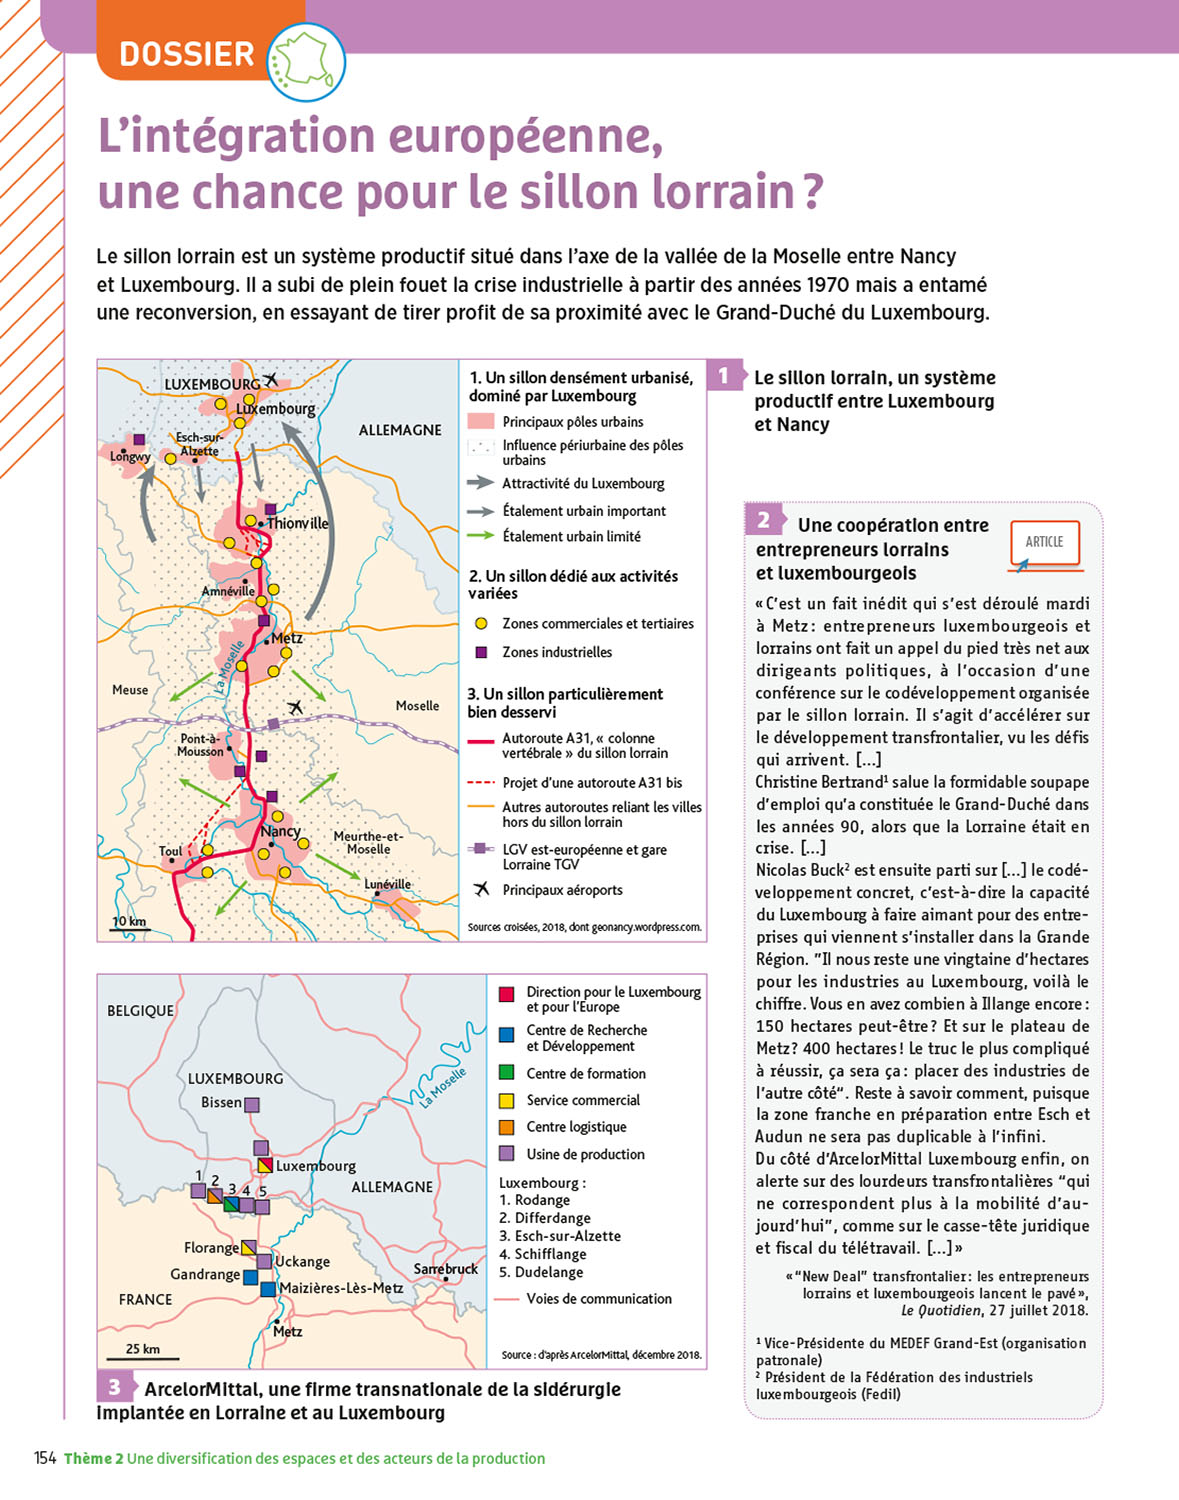 DOSSIER
L’intégration européenne,
une chance pour le sillon lorrain ?
Le sillon lorrain est un système productif situé dans l’axe de la vallée de la Moselle entre Nancy
et Luxembourg. Il a subi de plein fouet la crise industrielle à partir des années 1970 mais a entamé
une reconversion, en essayant de tirer profit de sa proximité avec le Grand-Duché du Luxembourg.
LUXEMBOURG
Luxembourg
ALLEMAGNE
Esch-sur-
Alzette
Longwy
Thionville
Amnéville
Metz
La Moselle
Meuse
Moselle
Pont-à-
Mousson
Nancy
Meurthe-et-
Moselle
Toul
Lunéville
10 km
1. Un sillon densément urbanisé,
dominé par Luxembourg
Principaux pôles urbains
Influence périurbaine des pôles
urbains
Attractivité du Luxembourg
Étalement urbain important
Étalement urbain limité
2. Un sillon dédié aux activités
variées
Zones commerciales et tertiaires
Zones industrielles
3. Un sillon particulièrement
bien desservi
Autoroute A31, « colonne
vertébrale » du sillon lorrain
Projet d’une autoroute A31 bis
Autres autoroutes reliant les villes
hors du sillon lorrain
LGV est-européenne et gare
Lorraine TGV
Principaux aéroports
Sources croisées, 2018, dont geonancy.wordpress.com.
1 Le sillon lorrain, un système
productif entre Luxembourg
et Nancy
2 Une coopération entre
entrepreneurs lorrains
et luxembourgeois
ARTICLE
« C’est un fait inédit qui s’est déroulé mardi
à Metz : entrepreneurs luxembourgeois et
lorrains ont fait un appel du pied très net aux
dirigeants politiques, à l’occasion d’une
conférence sur le codéveloppement organisée
par le sillon lorrain. Il s’agit d’accélérer sur
le développement transfrontalier, vu les défis
qui arrivent. [...]
Christine Bertrand¹ salue la formidable soupape
d’emploi qu’a constituée le Grand-Duché dans
les années 90, alors que la Lorraine était en
crise. [...]
Nicolas Buck² est ensuite parti sur [...] le codé-
veloppement concret, c’est-à-dire la capacité
du Luxembourg à faire aimant pour des entre-
prises qui viennent s’installer dans la Grande
Région. “Il nous reste une vingtaine d’hectares
pour les industries au Luxembourg, voilà le
chiffre. Vous en avez combien à Illange encore :
150 hectares peut-être ? Et sur le plateau de
Metz ? 400 hectares ! Le truc le plus compliqué
à réussir, ça sera ça : placer des industries de
l’autre côté“. Reste à savoir comment, puisque
la zone franche en préparation entre Esch et
Audun ne sera pas duplicable à l’infini.
Du côté d’ArcelorMittal Luxembourg enfin, on
alerte sur des lourdeurs transfrontalières “qui
ne correspondent plus à la mobilité d’au-
jourd’hui”, comme sur le casse-tête juridique
et fiscal du télétravail. [...] »
« “New Deal” transfrontalier : les entrepreneurs
lorrains et luxembourgeois lancent le pavé »,
Le Quotidien, 27 juillet 2018.
¹ Vice-Présidente du MEDEF Grand-Est (organisation
patronale)
² Président de la Fédération des industriels
luxembourgeois (Fedil)
BELGIQUE
LUXEMBOURG
Bissen
La Moselle
Luxembourg
1 2 3 4 5
ALLEMAGNE
Florange
Uckange
Gandrange
Maizières-Lès-Metz
Sarrebruck
FRANCE
Metz
25 km
Direction pour le Luxembourg
et pour l’Europe
Centre de Recherche
et Développement
Centre de formation
Service commercial
Centre logistique
Usine de production
Luxembourg :
1. Rodange
2. Differdange
3. Esch-sur-Alzette
4. Schifflange
5. Dudelange
Voies de communication
Source : d’après ArcelorMittal, décembre 2018.
3 ArcelorMittal, une firme transnationale de la sidérurgie
implantée en Lorraine et au Luxembourg
154 Thème 2 Une diversification des espaces et des acteurs de la production